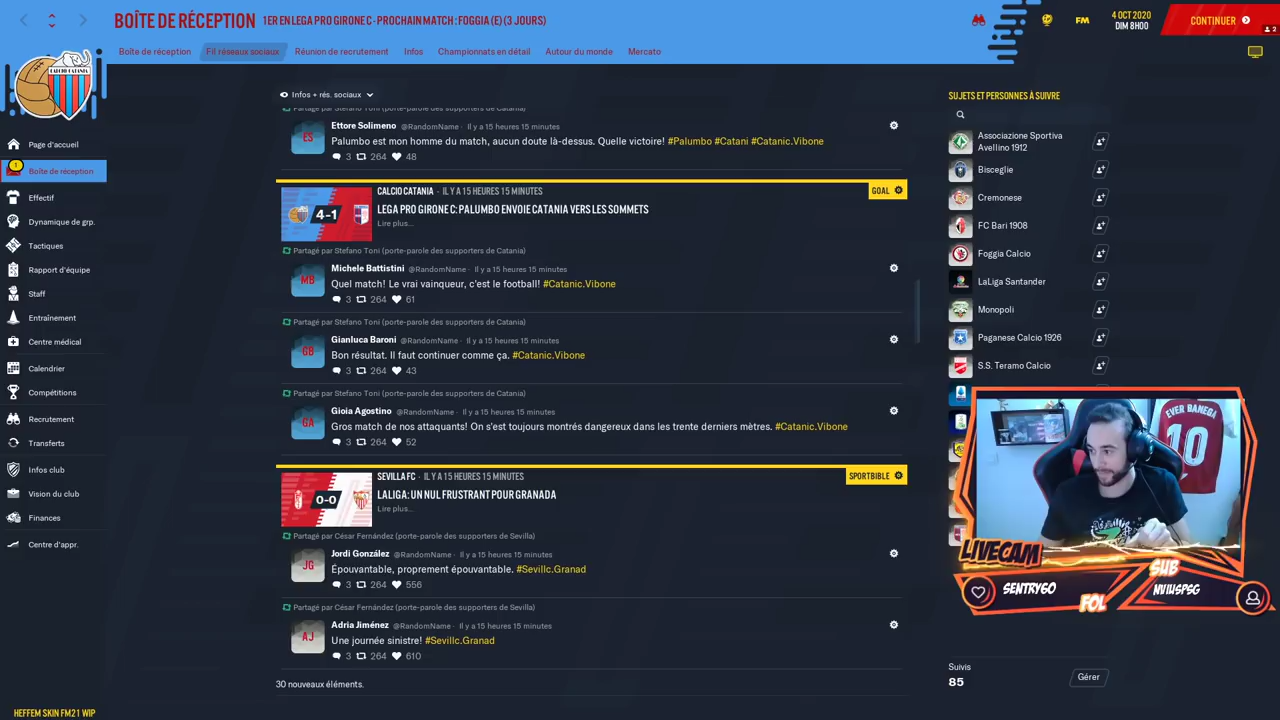 BOÎTE DE RÉCEPTION
1ER EN LEGA PRO GIRONE C - PROCHAIN MATCH : FOGGIA (E) (3 JOURS)
FM
4 OCT 2020
DIM 8H00
CONTINUER
2
Boîte de réception
Fil réseaux sociaux
Réunion de recrutement
Infos
Championnats en détail
Autour du monde
Mercato
CALCIO CATANIA
Page d'accueil
1
Boîte de réception
Effectif
Dynamique de grp.
Tactiques
Rapport d'équipe
Staff
Entraînement
Centre médical
Calendrier
Compétitions
Recrutement
Transferts
Infos club
Vision du club
Finances
Centre d'appr.
HEFFEM SKIN FM21 WIP
Infos + rés. sociaux
Partagé par Stefano Toni (porte-parole des supporters de Catania)
ES
Ettore Solimeno @RandomName · Il y a 15 heures 15 minutes
Palumbo est mon homme du match, aucun doute là-dessus. Quelle victoire! #Palumbo #Catani #Catanic.Vibone
3 264 48
4-1
CALCIO CATANIA - IL Y A 15 HEURES 15 MINUTES
GOAL
LEGA PRO GIRONE C: PALUMBO ENVOIE CATANIA VERS LES SOMMETS
Lire plus...
Partagé par Stefano Toni (porte-parole des supporters de Catania)
MB
Michele Battistini @RandomName · Il y a 15 heures 15 minutes
Quel match! Le vrai vainqueur, c'est le football! #Catanic.Vibone
3 264 61
Partagé par Stefano Toni (porte-parole des supporters de Catania)
GB
Gianluca Baroni @RandomName · Il y a 15 heures 15 minutes
Bon résultat. Il faut continuer comme ça. #Catanic.Vibone
3 264 43
Partagé par Stefano Toni (porte-parole des supporters de Catania)
GA
Gioia Agostino @RandomName · Il y a 15 heures 15 minutes
Gros match de nos attaquants! On s'est toujours montrés dangereux dans les trente derniers mètres. #Catanic.Vibone
3 264 52
0-0
SEVILLA FC · IL Y A 15 HEURES 15 MINUTES
SPORTBIBLE
LALIGA: UN NUL FRUSTRANT POUR GRANADA
Lire plus...
Partagé par César Fernández (porte-parole des supporters de Sevilla)
JG
Jordi González @RandomName · Il y a 15 heures 15 minutes
Épouvantable, proprement épouvantable. #Sevillc.Granad
3 264 556
Partagé par César Fernández (porte-parole des supporters de Sevilla)
AJ
Adria Jiménez @RandomName · Il y a 15 heures 15 minutes
Une journée sinistre! #Sevillc.Granad
3 264 610
30 nouveaux éléments.
SUJETS ET PERSONNES À SUIVRE
Associazione Sportiva
Avellino 1912
Bisceglie
Cremonese
FC Bari 1908
Foggia Calcio
LaLiga Santander
Monopoli
Paganese Calcio 1926
S.S. Teramo Calcio
EVER BANEGA
10
LIVECAM
SENTRY60
FOL
SUB
NVIUSPSG
Suivis
85
Gérer